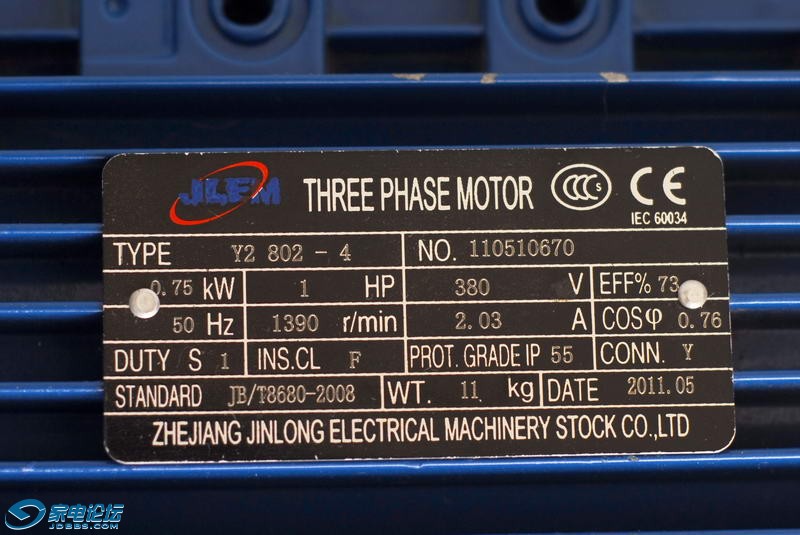 JLEM THREE PHASE MOTOR CCC S CE
IEC 60034
TYPE Y2 802 - 4 NO. 110510670
0.75 kW 1 HP 380 V EFF% 73
50 Hz 1390 r/min 2.03 A COSφ 0.76
DUTY S 1 INS.CL F PROT. GRADE IP 55 CONN. Y
STANDARD JB/T8680-2008 WT. 11 kg DATE 2011.05
ZHEJIANG JINLONG ELECTRICAL MACHINERY STOCK CO.,LTD
家电论坛
JDBBS.COM